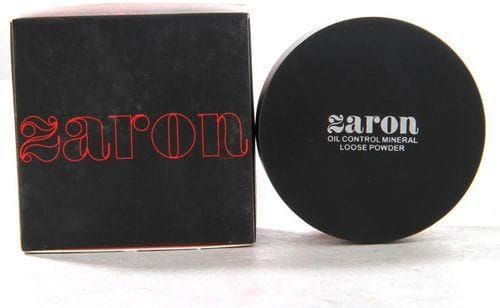 zaron
zaron
OIL CONTROL MINERAL
LOOSE POWDER